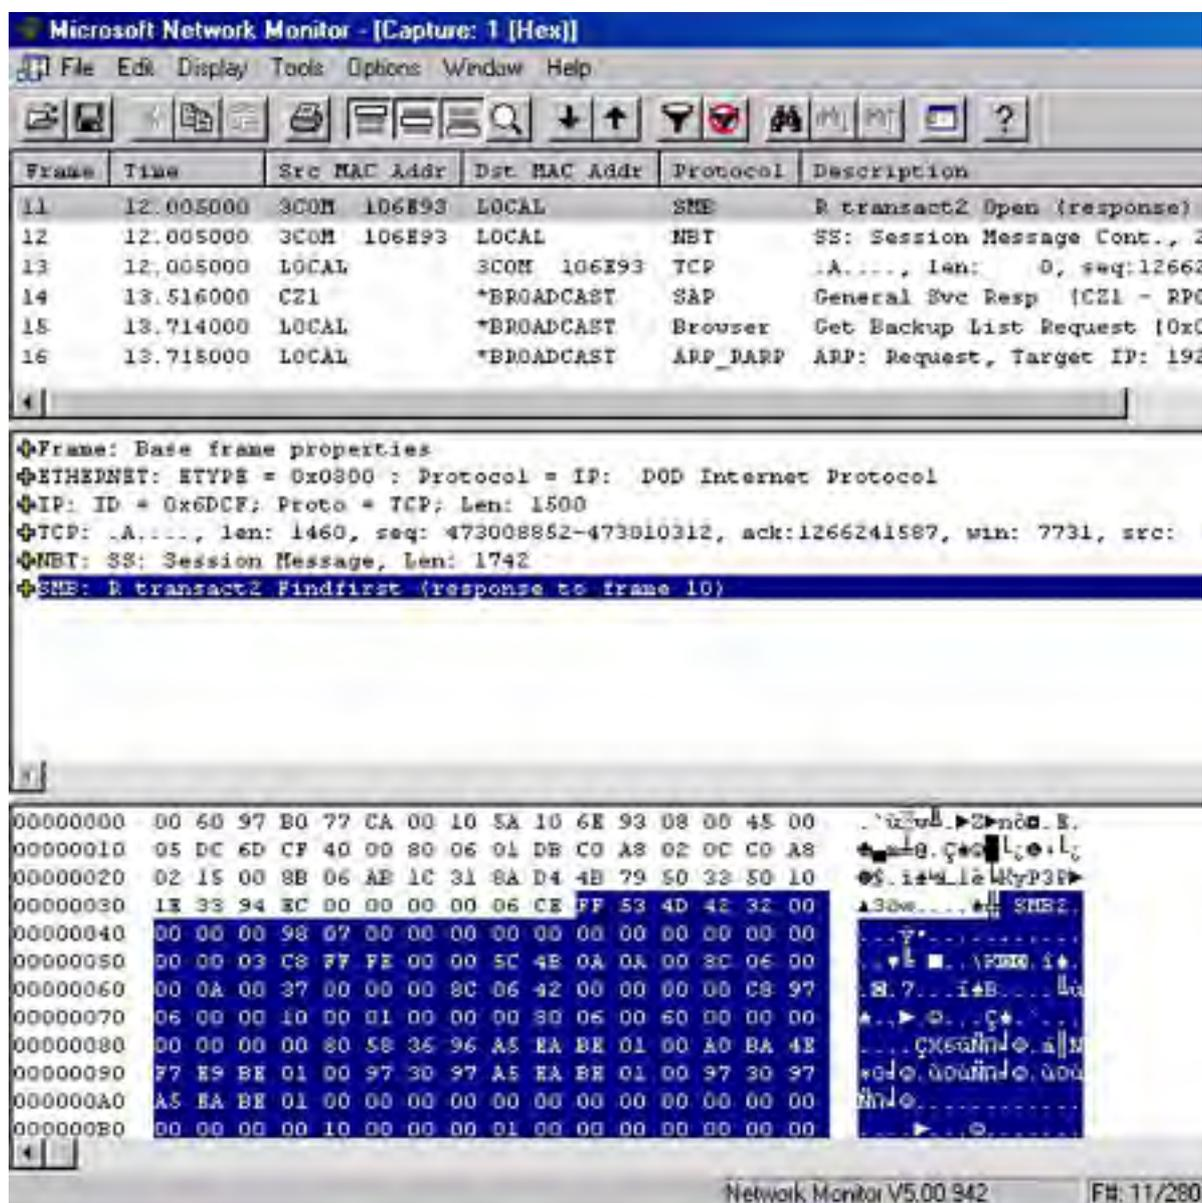 Microsoft Network Monitor - [Capture: 1 (Hex)]
File Edit Display Tools Options Window Help
Frame Time Src MAC Addr Dst MAC Addr Protocol Description
11 12.005000 3COM 106E93 LOCAL SMB R transact2 Open (response)
12 12.005000 3COM 106E93 LOCAL NBT SS: Session Message Cont.,
13 12.005000 LOCAL 3COM 106E93 TCP .A...., len: 0, seq:12662
14 13.516000 CZ1 *BROADCAST SAP General Svc Resp (CZ1 - RPC
15 13.714000 LOCAL *BROADCAST Browser Get Backup List Request [0x0
16 13.715000 LOCAL *BROADCAST ARP_RARP ARP: Request, Target IP: 192
Frame: Base frame properties
ETHERNET: ETYPE = 0x0800 : Protocol = IP: DOD Internet Protocol
IP: ID = 0x6DCF; Proto = TCP; Len: 1500
TCP: .A...., len: 1460, seq: 473008852-473010312, ack:1266241587, win: 7731, src:
NBT: SS: Session Message, Len: 1742
SMB: R transact2 Findfirst (response to frame 10)
00000000 00 60 97 B0 77 CA 00 10 5A 10 6E 93 08 00 45 00
00000010 05 DC 6D CF 40 00 80 06 01 DB C0 A8 02 0C C0 A8
00000020 02 15 00 8B 06 AB 1C 31 8A D4 4B 79 50 33 50 10
00000030 1E 33 94 EC 00 00 00 00 06 CE FF 53 4D 42 32 00
00000040 00 00 00 98 07 00 00 00 00 00 00 00 00 00 00 00
00000050 00 00 03 C8 FF FE 00 00 5C 4B 0A 0A 00 8C 06 00
00000060 00 0A 00 37 00 00 00 8C 06 42 00 00 00 00 C8 97
00000070 06 00 00 10 00 01 00 00 00 80 06 00 60 00 00 00
00000080 00 00 00 00 80 58 36 96 A5 EA BE 01 00 A0 BA 4E
00000090 F7 E9 BE 01 00 97 30 97 A5 EA BE 01 00 97 30 97
000000A0 A5 EA BE 01 00 00 00 00 00 00 00 00 00 00 00 00
000000B0 00 00 00 00 10 00 00 00 01 00 00 00 00 00 00 00
Network Monitor V5.00.942 F#: 11/280